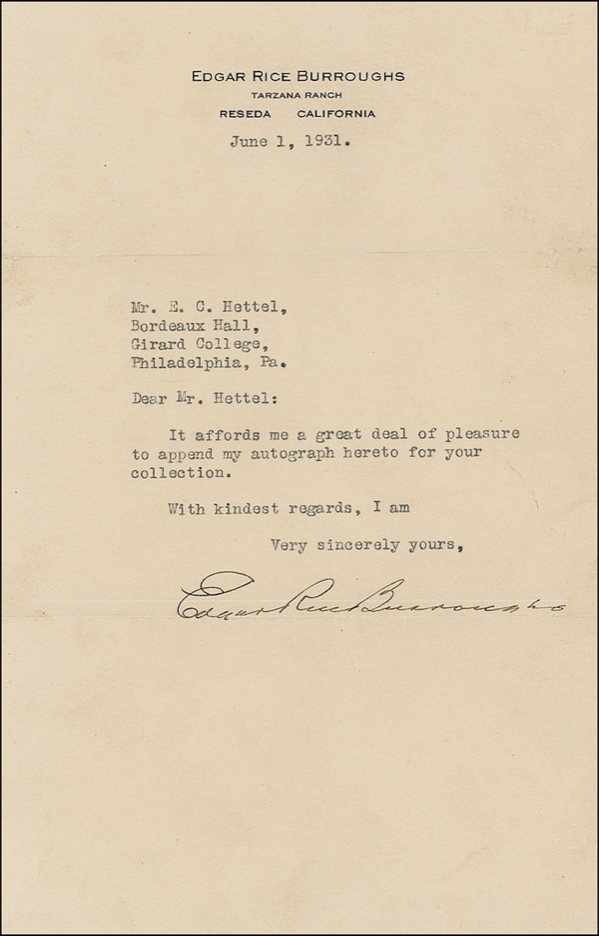 EDGAR RICE BURROUGHS
TARZANA RANCH
RESEDA CALIFORNIA
June 1, 1931.
Mr. E. C. Hettel,
Bordeaux Hall,
Girard College,
Philadelphia, Pa.
Dear Mr. Hettel:
It affords me a great deal of pleasure
to append my autograph hereto for your
collection.
With kindest regards, I am
Very sincerely yours,
Edgar Rice Burroughs